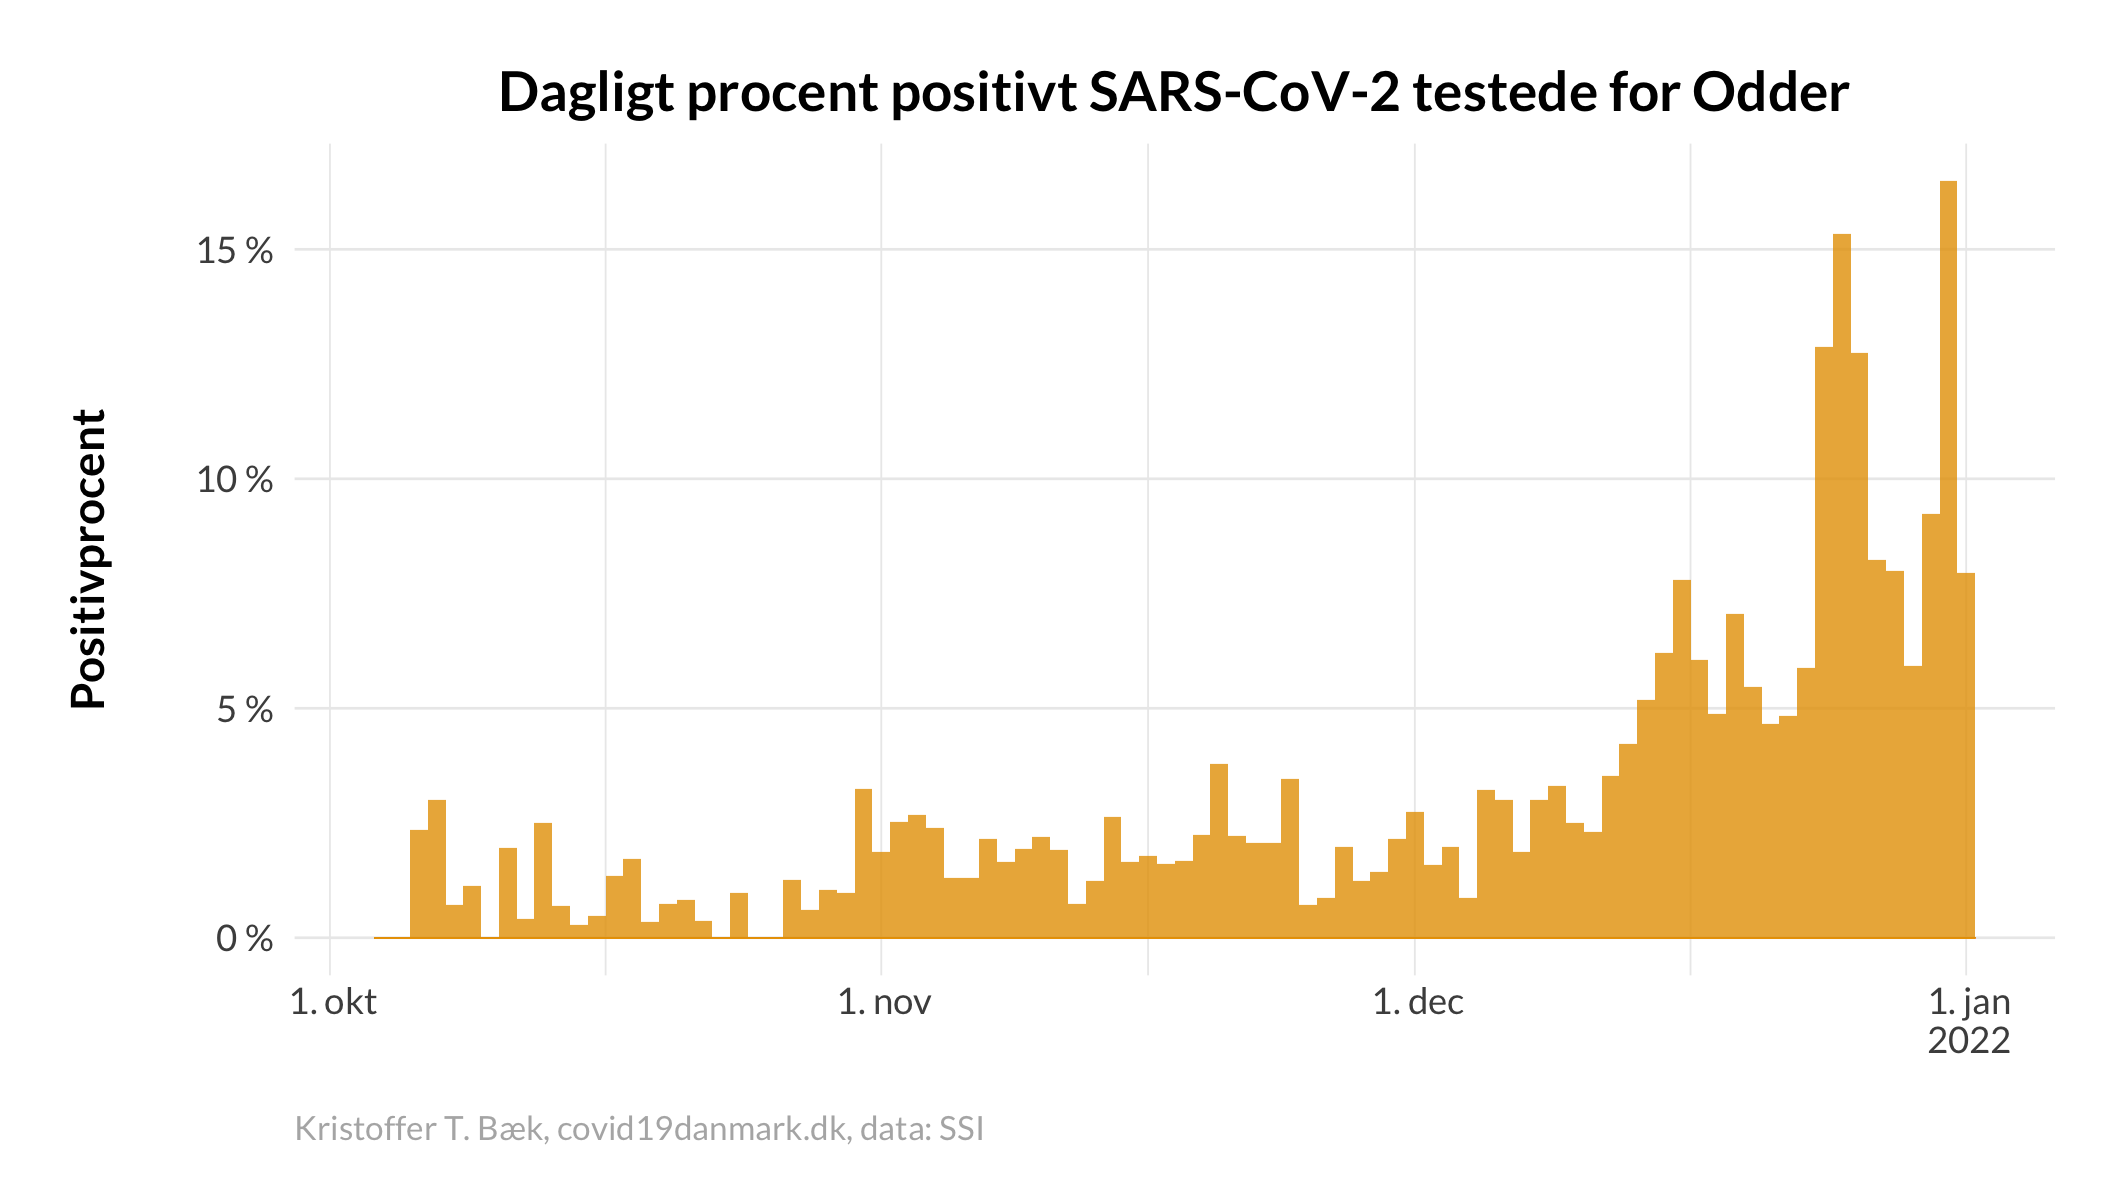 Dagligt procent positivt SARS-CoV-2 testede for Odder
Positivprocent
15 %
10 %
5 %
0 %
1. okt
1. nov
1. dec
1. jan
2022
Kristoffer T. Bæk, covid19danmark.dk, data: SSI